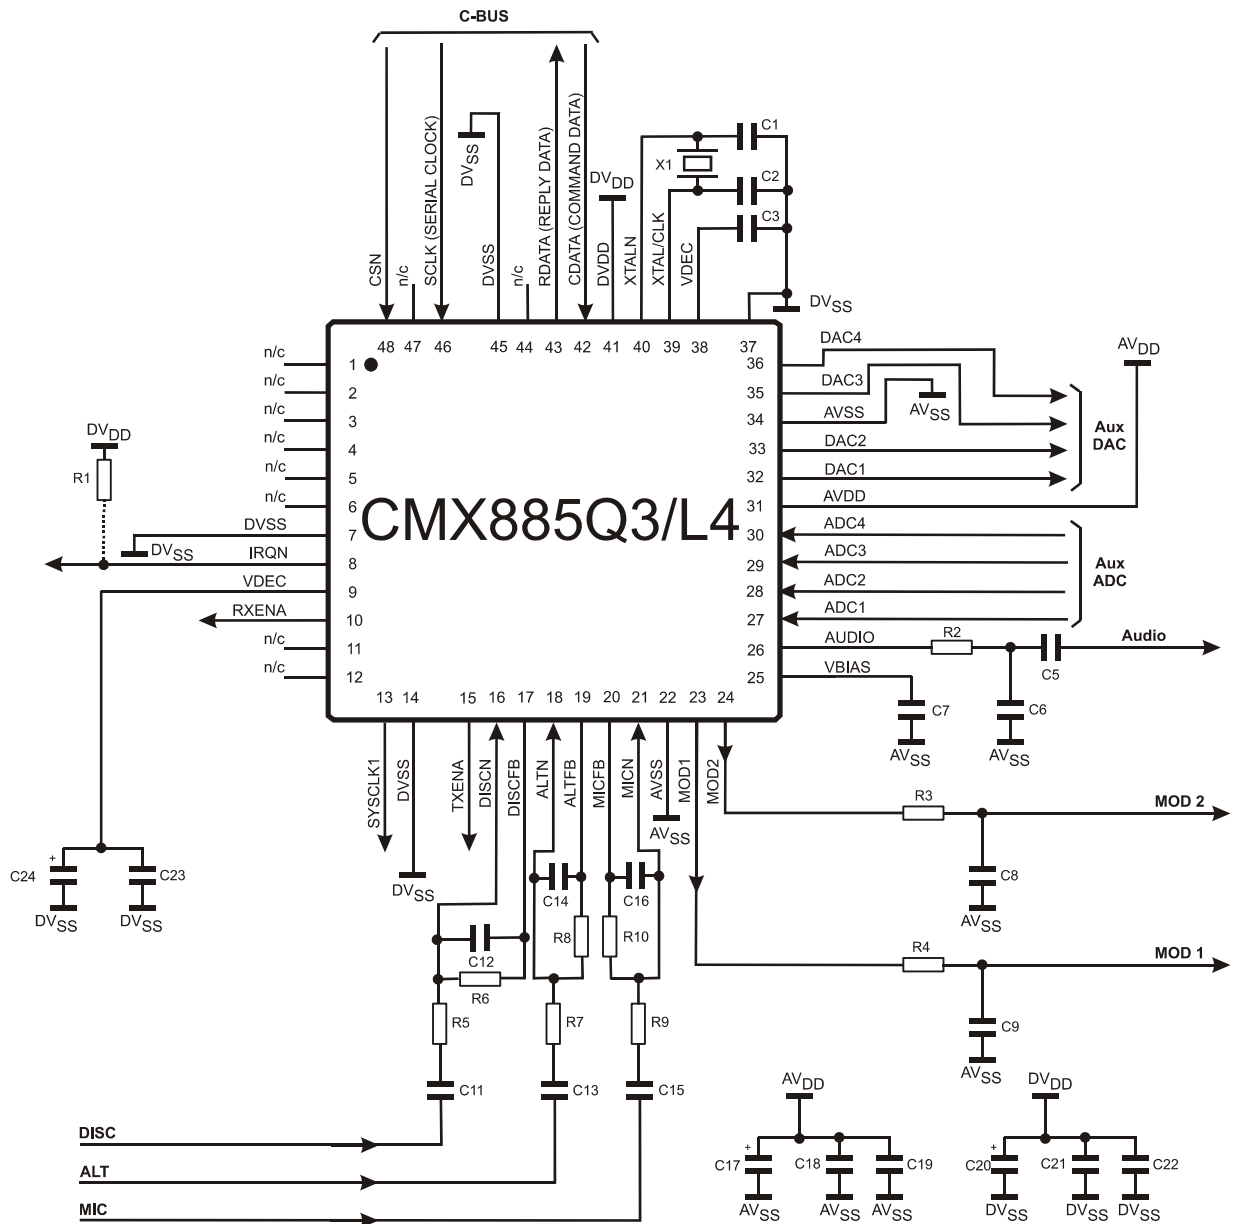 C-BUS
CSN
n/c
SCLK (SERIAL CLOCK)
DVSS
DVSS
n/c
RDATA (REPLY DATA)
CDATA (COMMAND DATA)
DVDD
DVDD
XTALN
XTAL/CLK
VDEC
X1
C1
C2
C3
DVSS
48 47 46 45 44 43 42 41 40 39 38 37
n/c 1
n/c 2
n/c 3
n/c 4
n/c 5
n/c 6
DVSS 7
IRQN 8
VDEC 9
RXENA 10
n/c 11
n/c 12
DVDD
R1
DVSS
CMX885Q3/L4
36 DAC4
35 DAC3
34 AVSS
33 DAC2
32 DAC1
31 AVDD
30 ADC4
29 ADC3
28 ADC2
27 ADC1
26 AUDIO
25 VBIAS
AVSS
AVDD
Aux
DAC
Aux
ADC
R2
C5
Audio
C7
C6
AVSS
AVSS
13 14 15 16 17 18 19 20 21 22 23 24
SYSCLK1
DVSS
TXENA
DISCN
DISCFB
ALTN
ALTFB
MICFB
MICN
AVSS
MOD1
MOD2
AVSS
DVSS
R3
MOD 2
C8
AVSS
R4
MOD 1
C9
AVSS
+
C24
C23
DVSS
DVSS
C14
C16
C12
R8
R10
R6
R5
R7
R9
C11
C13
C15
DISC
ALT
MIC
AVDD
+
C17
C18
C19
AVSS
AVSS
AVSS
DVDD
+
C20
C21
C22
DVSS
DVSS
DVSS